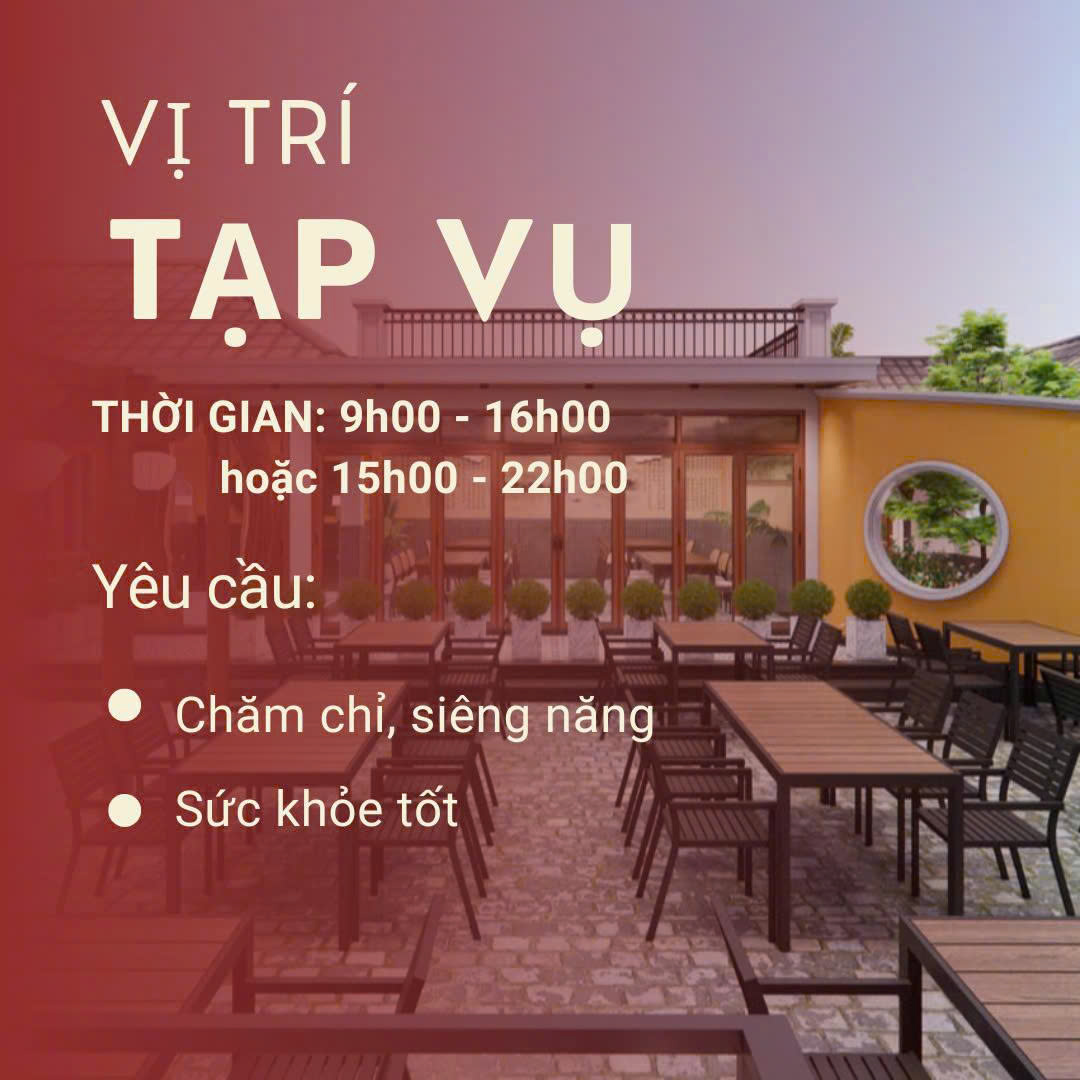 VỊ TRÍ
TẠP VỤ
THỜI GIAN: 9h00 - 16h00
hoặc 15h00 - 22h00
Yêu cầu:
● Chăm chỉ, siêng năng
● Sức khỏe tốt